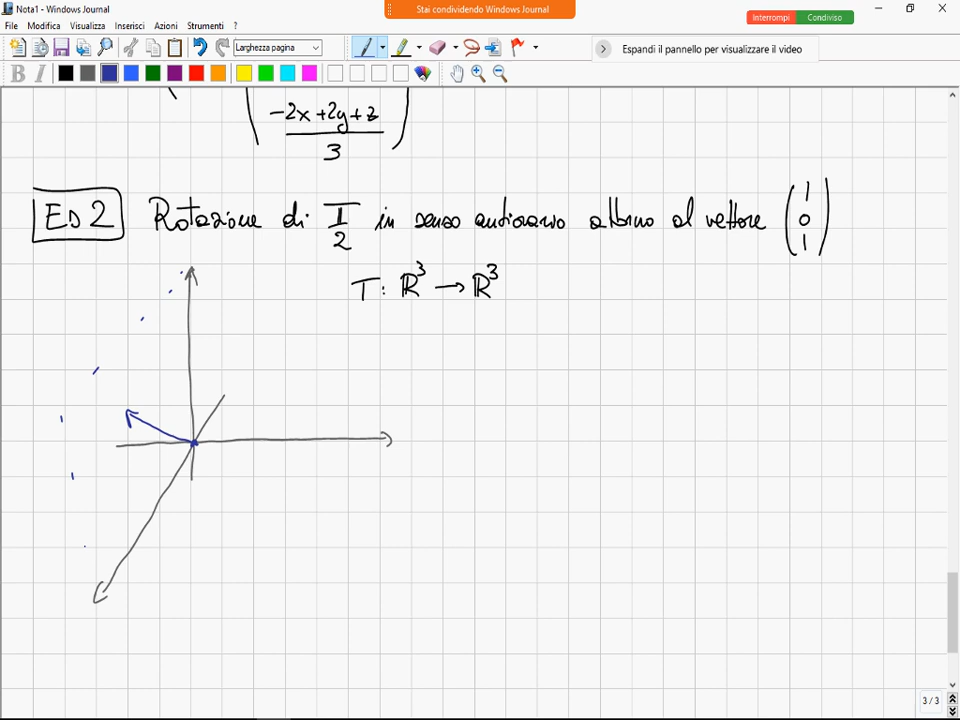 Nota1 - Windows Journal
Stai condividendo Windows Journal
Interrompi
Condiviso
File Modifica Visualizza Inserisci Azioni Strumenti ?
Larghezza pagina
Espandi il pannello per visualizzare il video
B I
-2x+2y+z
3
Es 2 Rotazione di π/2 in senso antiorario attorno al vettore (1 0 1)
T: ℝ³ → ℝ³
3 / 3